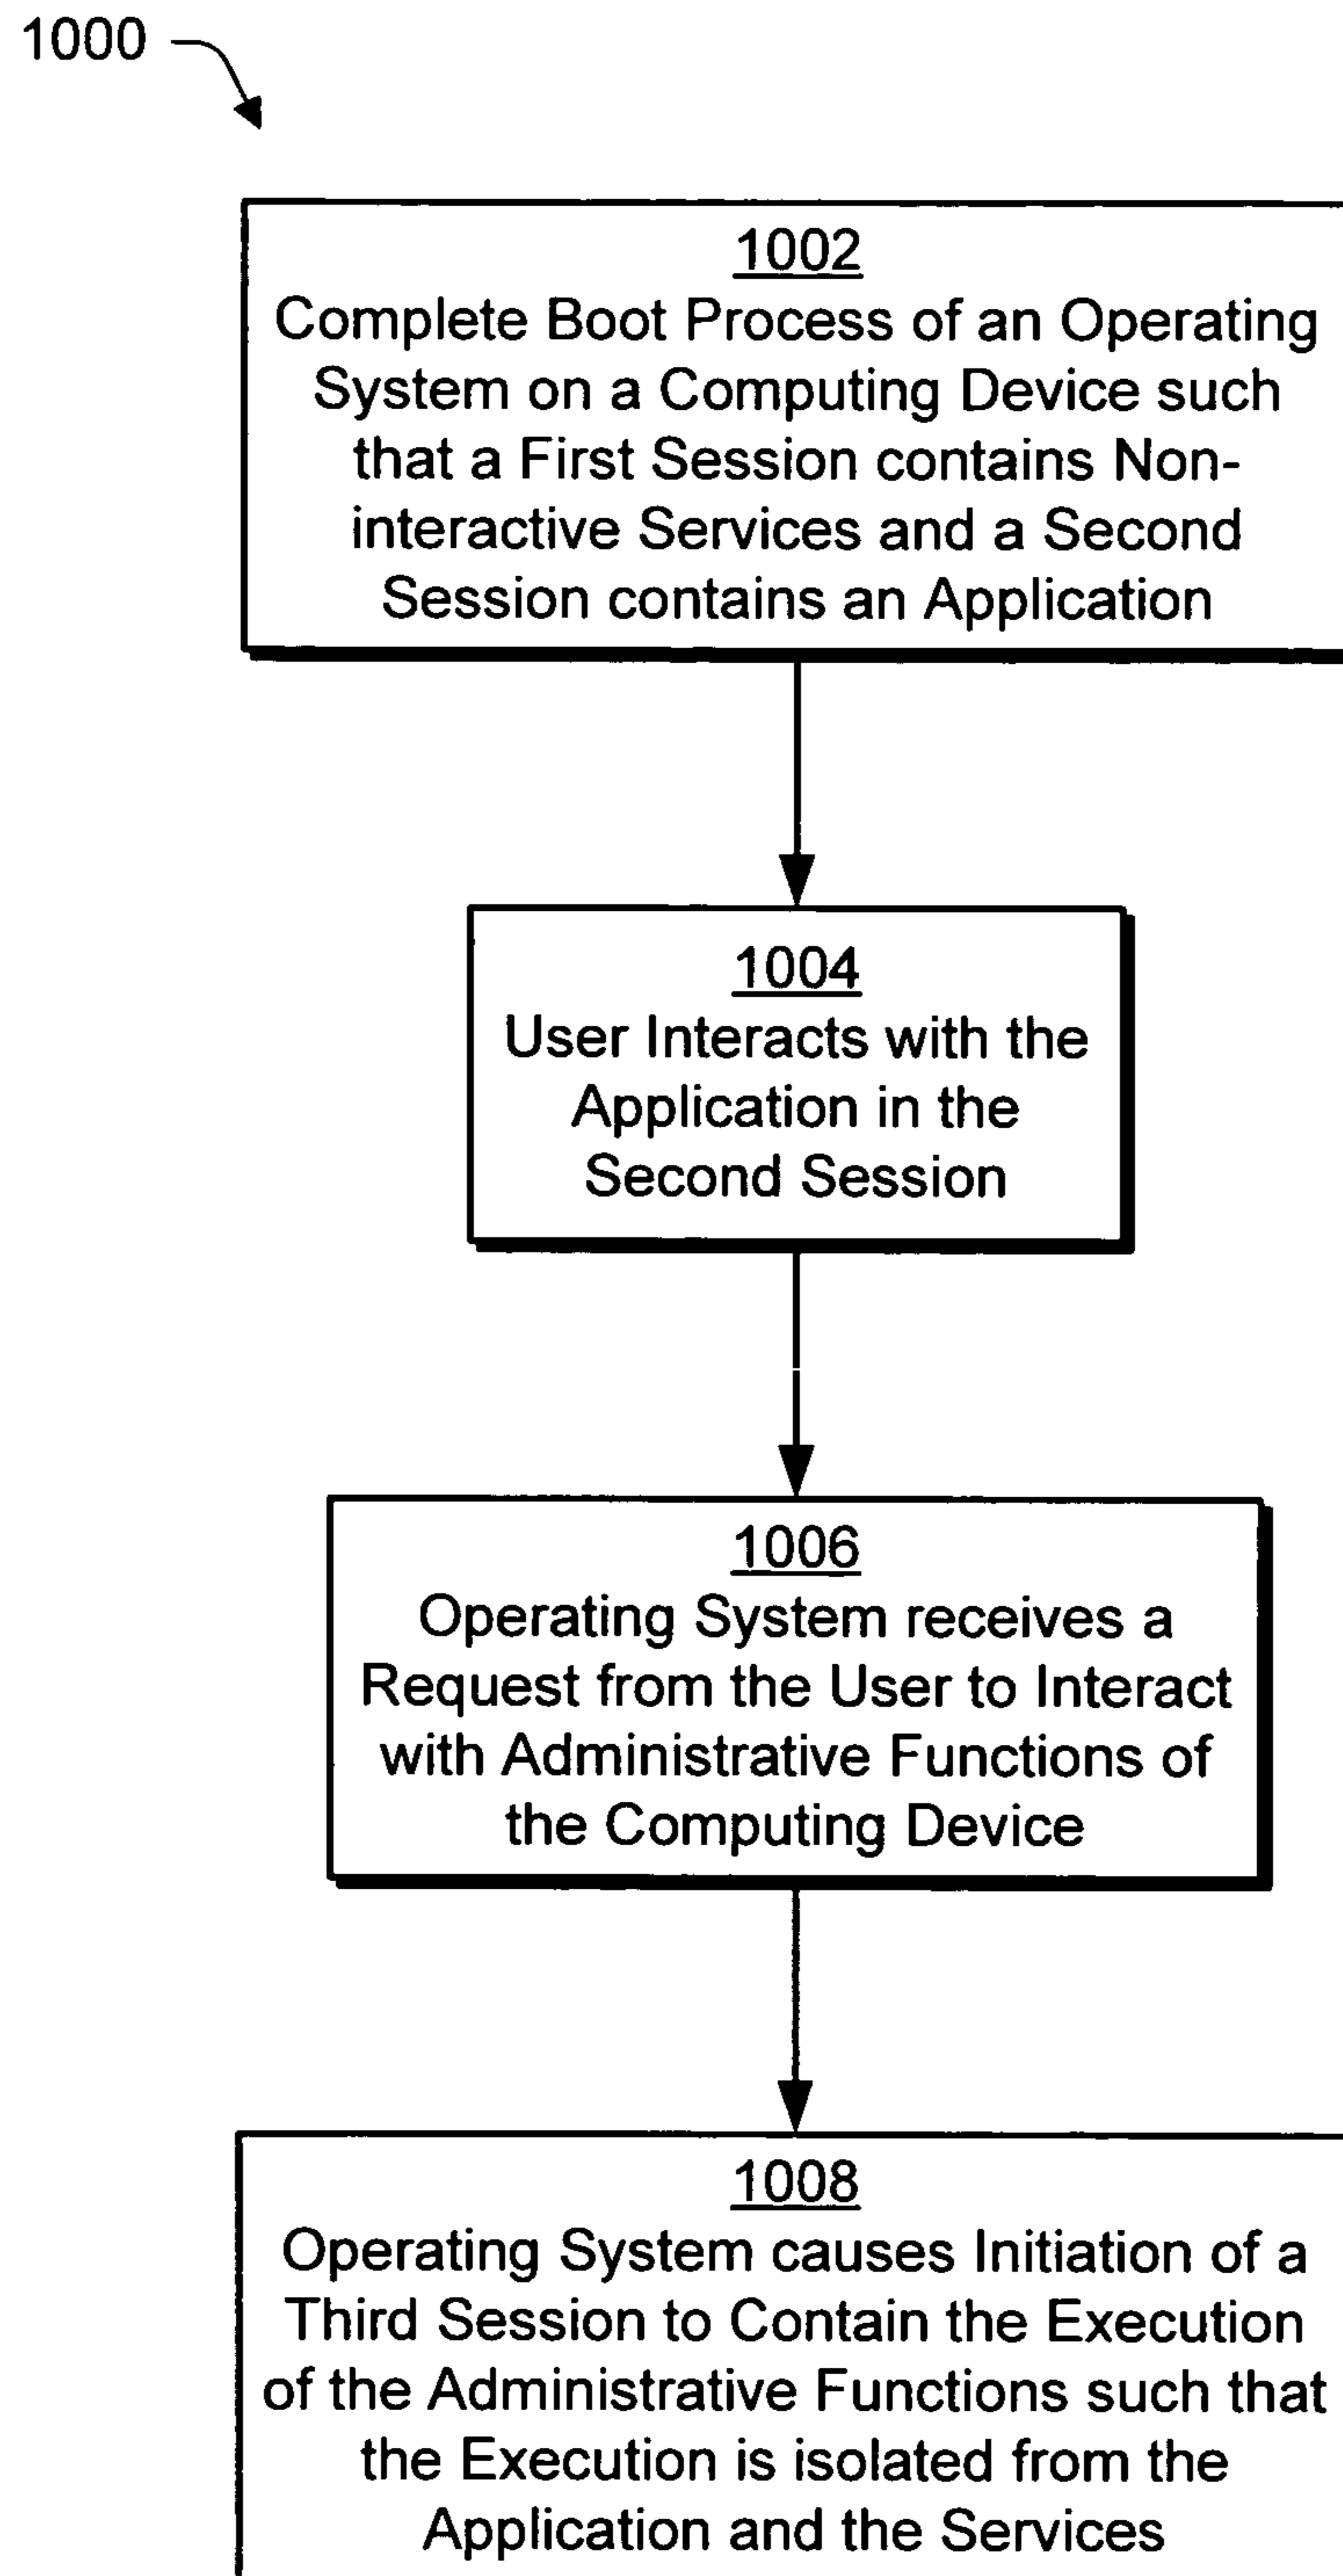 1000
1002
Complete Boot Process of an Operating
System on a Computing Device such
that a First Session contains Non-
interactive Services and a Second
Session contains an Application
1004
User Interacts with the
Application in the
Second Session
1006
Operating System receives a
Request from the User to Interact
with Administrative Functions of
the Computing Device
1008
Operating System causes Initiation of a
Third Session to Contain the Execution
of the Administrative Functions such that
the Execution is isolated from the
Application and the Services